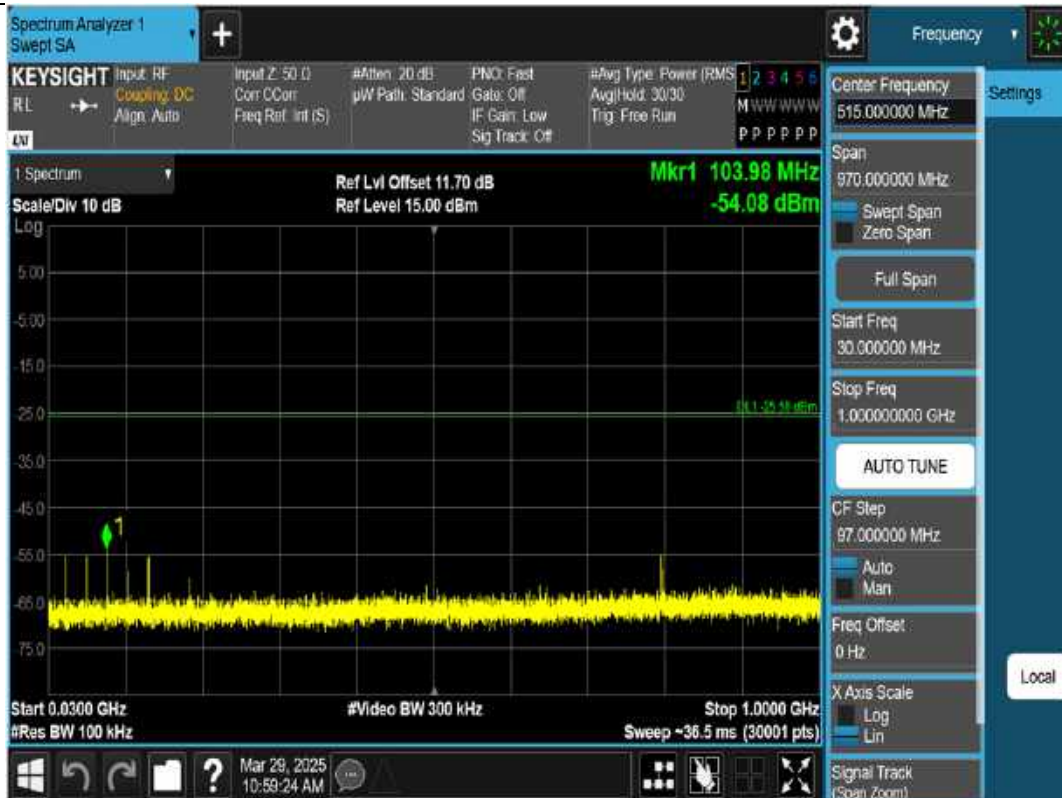 Spectrum Analyzer 1
Swept SA
+
Frequency
KEYSIGHT
RL
LXI
Input: RF
Coupling: DC
Align: Auto
Input Z: 50 Ω
Corr CCorr
Freq Ref: Int (S)
#Atten: 20 dB
µW Path: Standard
PNO: Fast
Gate: Off
IF Gain: Low
Sig Track: Off
#Avg Type: Power (RMS
Avg|Hold: 30/30
Trig: Free Run
1 2 3 4 5 6
M W W W W W
P P P P P P
1 Spectrum
Scale/Div 10 dB
Ref Lvl Offset 11.70 dB
Ref Level 15.00 dBm
Mkr1 103.98 MHz
-54.08 dBm
Log
5.00
-5.00
-15.0
-25.0
-35.0
-45.0
-55.0
-65.0
-75.0
1
Start 0.0300 GHz
#Res BW 100 kHz
#Video BW 300 kHz
Stop 1.0000 GHz
Sweep ~36.5 ms (30001 pts)
?
Mar 29, 2025
10:59:24 AM
Center Frequency
515.000000 MHz
Span
970.000000 MHz
Swept Span
Zero Span
Full Span
Start Freq
30.000000 MHz
Stop Freq
1.000000000 GHz
AUTO TUNE
CF Step
97.000000 MHz
Auto
Man
Freq Offset
0 Hz
X Axis Scale
Log
Lin
Signal Track
(Span Zoom)
Settings
Local